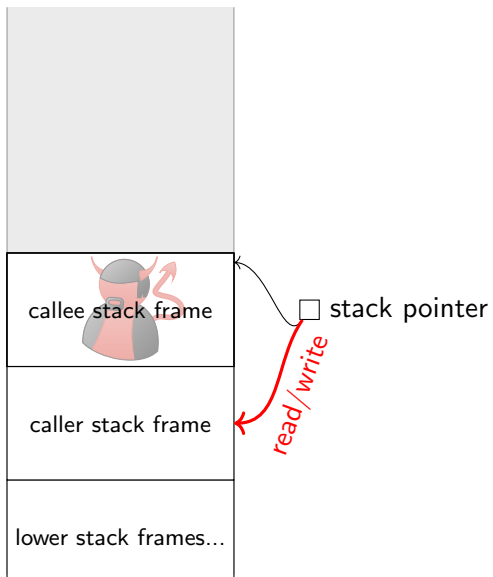 callee stack frame
stack pointer
read/write
caller stack frame
lower stack frames...